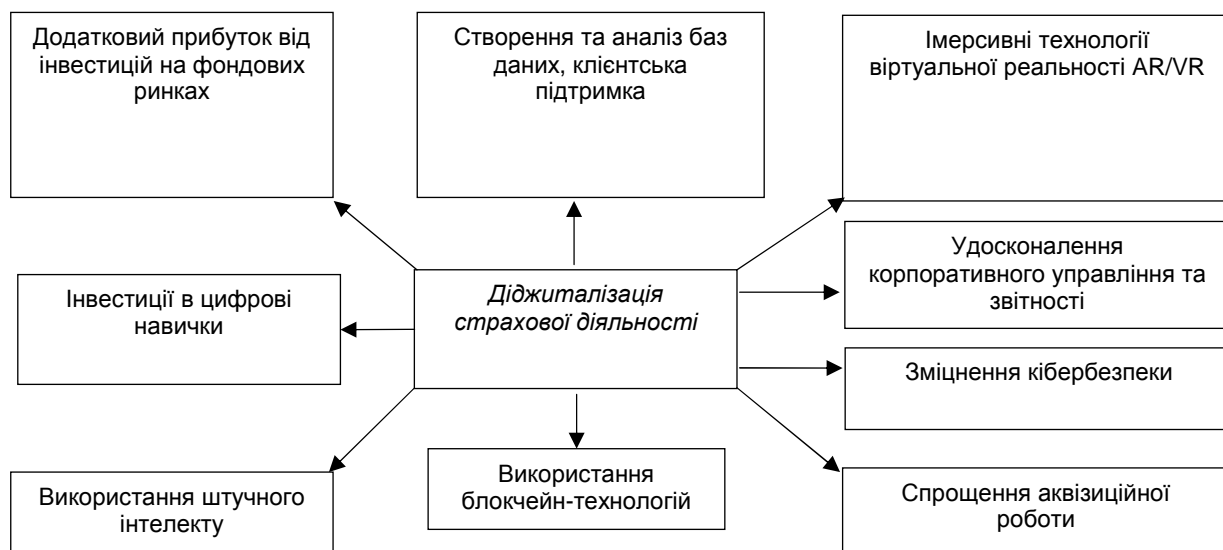 Додатковий прибуток від
інвестицій на фондових
ринках
Створення та аналіз баз
даних, клієнтська
підтримка
Імерсивні технології
віртуальної реальності AR/VR
Інвестиції в цифрові
навички
Діджиталізація
страхової діяльності
Удосконалення
корпоративного управління та
звітності
Зміцнення кібербезпеки
Використання штучного
інтелекту
Використання
блокчейн-технологій
Спрощення аквізиційної
роботи